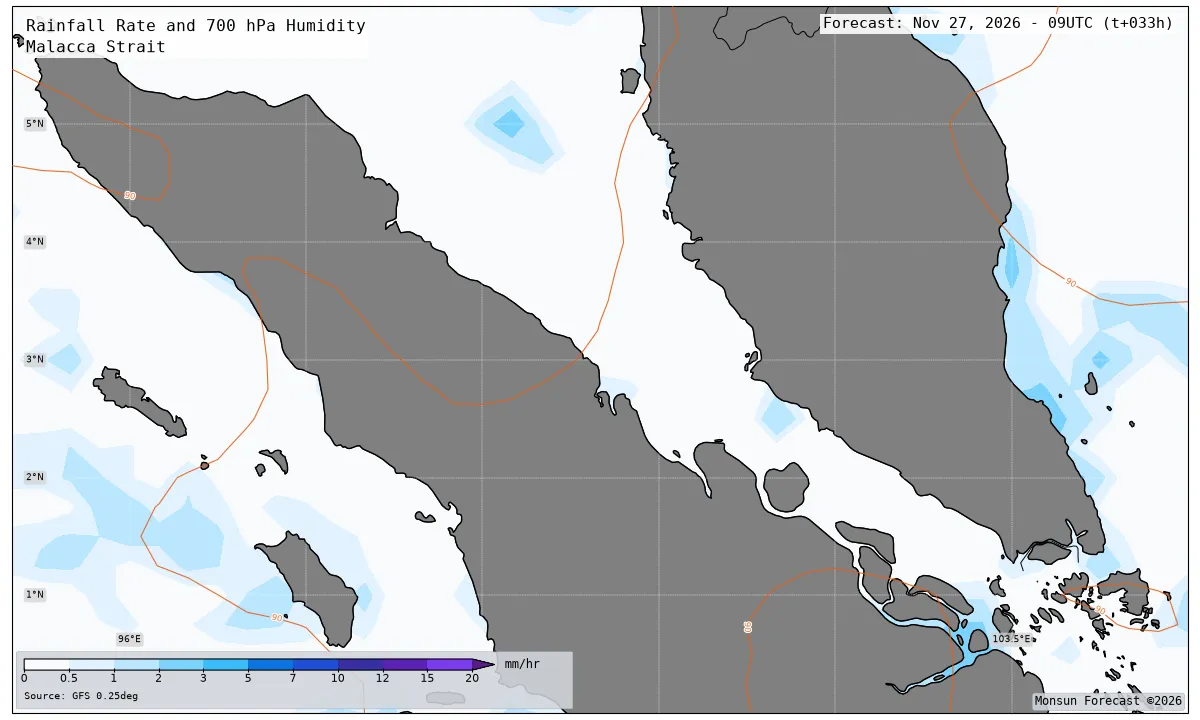 Rainfall Rate and 700 hPa Humidity
Malacca Strait
Forecast: Nov 27, 2026 - 09UTC (t+033h)
5°N
90
4°N
90
3°N
2°N
1°N
90
90
90
96°E
103.5°E
mm/hr
0 0.5 1 2 3 5 7 10 12 15 20
Source: GFS 0.25deg
Monsun Forecast ©2026